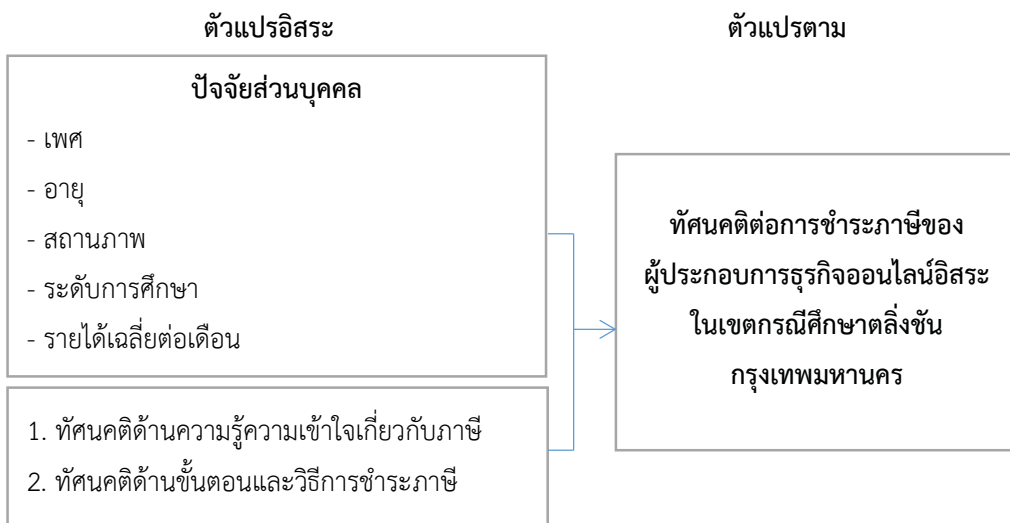 ตัวแปรอิสระ
ตัวแปรตาม
ปัจจัยส่วนบุคคล
- เพศ
- อายุ
- สถานภาพ
- ระดับการศึกษา
- รายได้เฉลี่ยต่อเดือน
1. ทัศนคติด้านความรู้ความเข้าใจเกี่ยวกับภาษี
2. ทัศนคติด้านขั้นตอนและวิธีการชำระภาษี
ทัศนคติต่อการชำระภาษีของ
ผู้ประกอบการธุรกิจออนไลน์อิสระ
ในเขตกรณีศึกษาตลิ่งชัน
กรุงเทพมหานคร